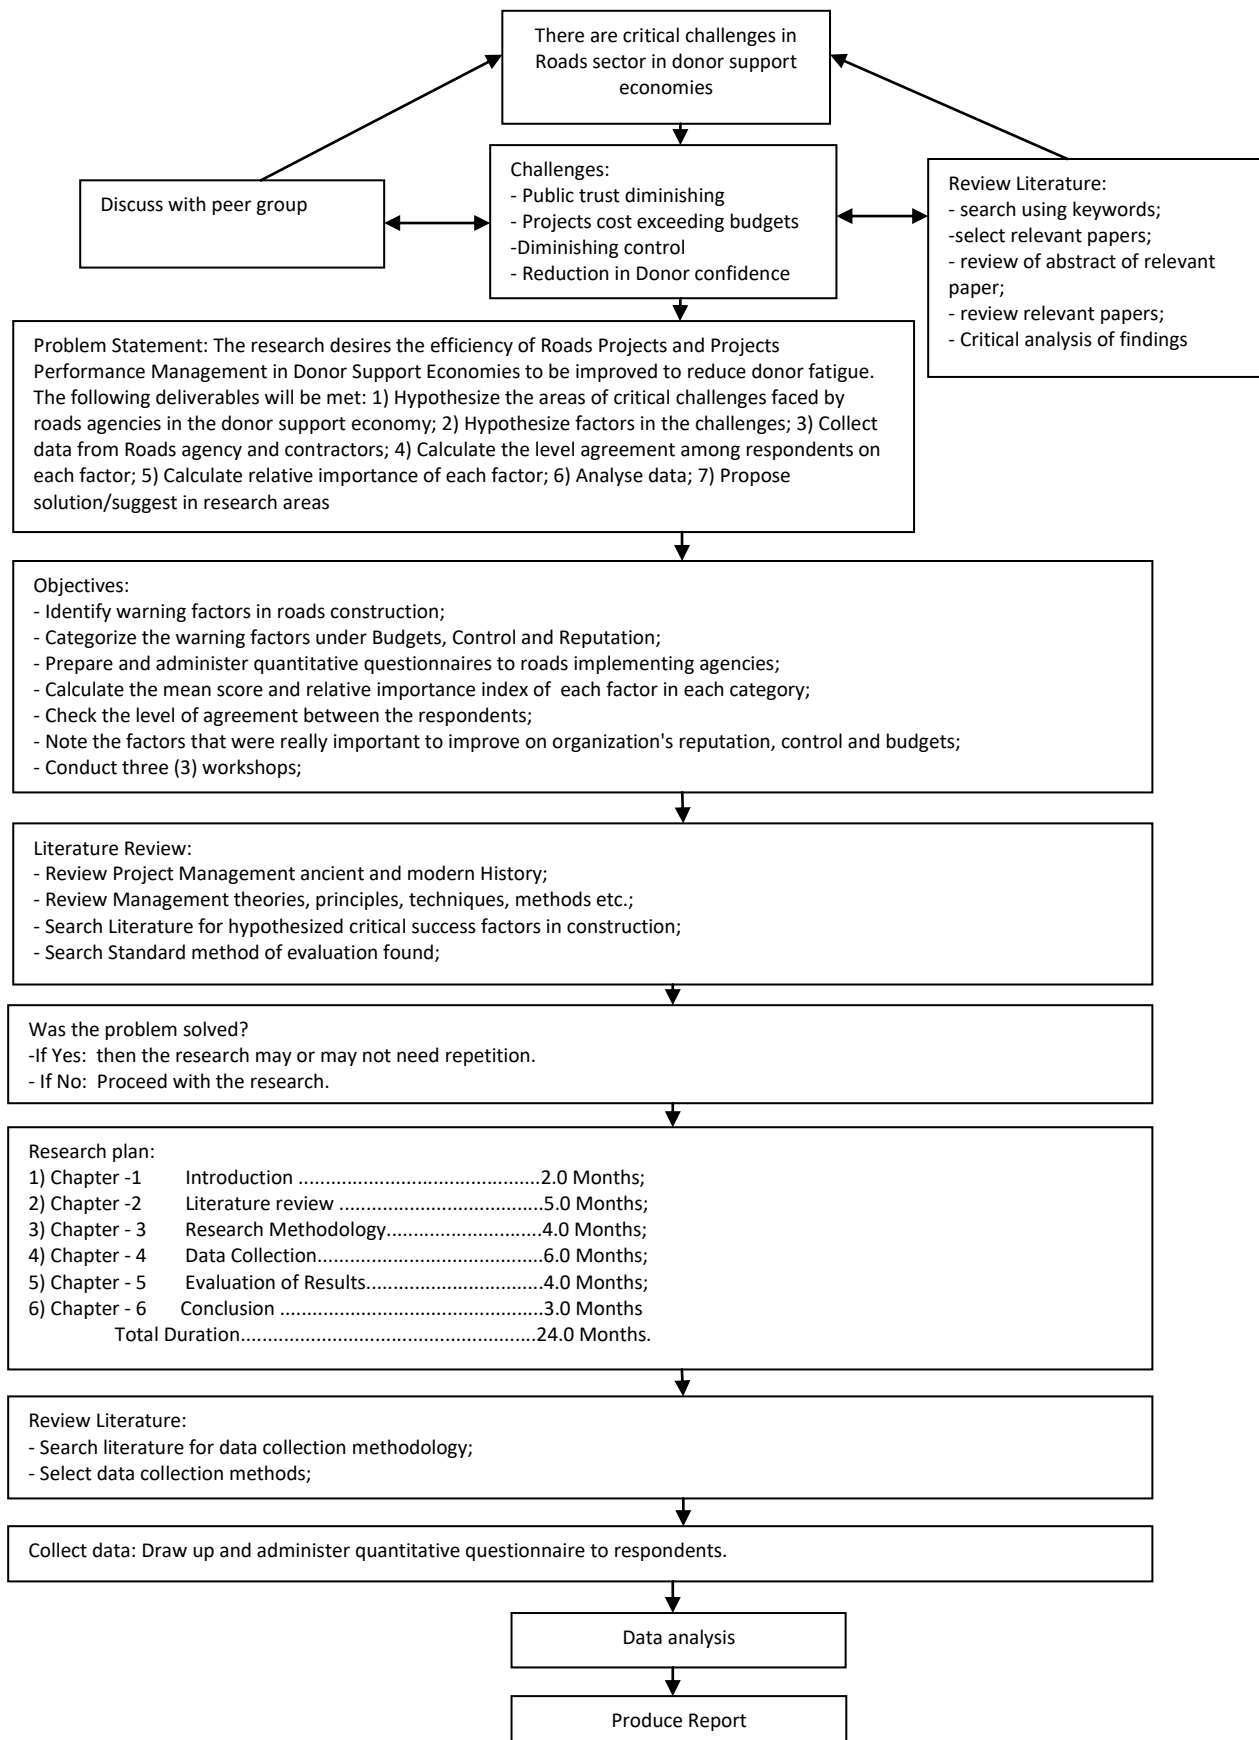 There are critical challenges in
Roads sector in donor support
economies
Challenges:
- Public trust diminishing
- Projects cost exceeding budgets
-Diminishing control
- Reduction in Donor confidence
Discuss with peer group
Review Literature:
- search using keywords;
-select relevant papers;
- review of abstract of relevant
paper;
- review relevant papers;
- Critical analysis of findings
Problem Statement: The research desires the efficiency of Roads Projects and Projects
Performance Management in Donor Support Economies to be improved to reduce donor fatigue.
The following deliverables will be met: 1) Hypothesize the areas of critical challenges faced by
roads agencies in the donor support economy; 2) Hypothesize factors in the challenges; 3) Collect
data from Roads agency and contractors; 4) Calculate the level agreement among respondents on
each factor; 5) Calculate relative importance of each factor; 6) Analyse data; 7) Propose
solution/suggest in research areas
Objectives:
- Identify warning factors in roads construction;
- Categorize the warning factors under Budgets, Control and Reputation;
- Prepare and administer quantitative questionnaires to roads implementing agencies;
- Calculate the mean score and relative importance index of each factor in each category;
- Check the level of agreement between the respondents;
- Note the factors that were really important to improve on organization's reputation, control and budgets;
- Conduct three (3) workshops;
Literature Review:
- Review Project Management ancient and modern History;
- Review Management theories, principles, techniques, methods etc.;
- Search Literature for hypothesized critical success factors in construction;
- Search Standard method of evaluation found;
Was the problem solved?
-If Yes: then the research may or may not need repetition.
- If No: Proceed with the research.
Research plan:
1) Chapter -1 Introduction ...........................................2.0 Months;
2) Chapter -2 Literature review ....................................5.0 Months;
3) Chapter - 3 Research Methodology...........................4.0 Months;
4) Chapter - 4 Data Collection.......................................6.0 Months;
5) Chapter - 5 Evaluation of Results...............................4.0 Months;
6) Chapter - 6 Conclusion ..............................................3.0 Months
Total Duration....................................................24.0 Months.
Review Literature:
- Search literature for data collection methodology;
- Select data collection methods;
Collect data: Draw up and administer quantitative questionnaire to respondents.
Data analysis
Produce Report